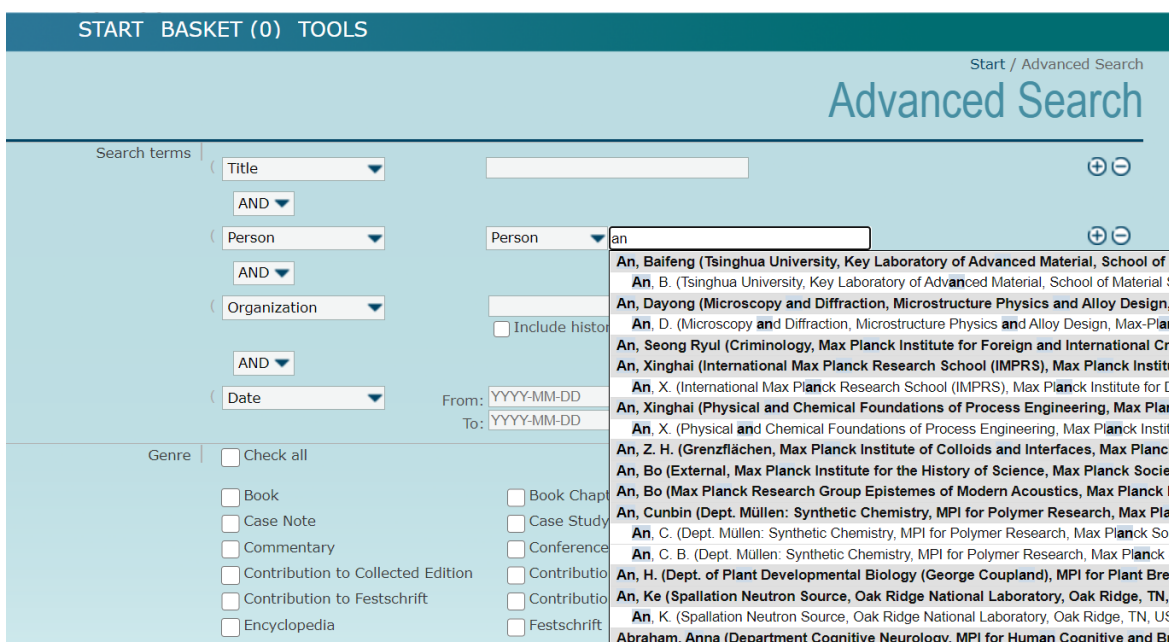 START BASKET (0) TOOLS
Start / Advanced Search
Advanced Search
Search terms
( Title
AND
( Person Person an
AND
( Organization
Include histor
AND
( Date From: YYYY-MM-DD
To: YYYY-MM-DD
An, Baifeng (Tsinghua University, Key Laboratory of Advanced Material, School of
An, B. (Tsinghua University, Key Laboratory of Advanced Material, School of Material S
An, Dayong (Microscopy and Diffraction, Microstructure Physics and Alloy Design,
An, D. (Microscopy and Diffraction, Microstructure Physics and Alloy Design, Max-Pla
An, Seong Ryul (Criminology, Max Planck Institute for Foreign and International Cr
An, Xinghai (International Max Planck Research School (IMPRS), Max Planck Institu
An, X. (International Max Planck Research School (IMPRS), Max Planck Institute for D
An, Xinghai (Physical and Chemical Foundations of Process Engineering, Max Plan
An, X. (Physical and Chemical Foundations of Process Engineering, Max Planck Instit
An, Z. H. (Grenzflächen, Max Planck Institute of Colloids and Interfaces, Max Planc
An, Bo (External, Max Planck Institute for the History of Science, Max Planck Socie
An, Bo (Max Planck Research Group Epistemes of Modern Acoustics, Max Planck
An, Cunbin (Dept. Müllen: Synthetic Chemistry, MPI for Polymer Research, Max Pla
An, C. (Dept. Müllen: Synthetic Chemistry, MPI for Polymer Research, Max Planck So
An, C. B. (Dept. Müllen: Synthetic Chemistry, MPI for Polymer Research, Max Planck
An, H. (Dept. of Plant Developmental Biology (George Coupland), MPI for Plant Bre
An, Ke (Spallation Neutron Source, Oak Ridge National Laboratory, Oak Ridge, TN,
An, K. (Spallation Neutron Source, Oak Ridge National Laboratory, Oak Ridge, TN, US
Abraham, Anna (Department Cognitive Neurology, MPI for Human Cognitive and Br
Genre Check all
Book Book Chapt
Case Note Case Study
Commentary Conference
Contribution to Collected Edition Contributio
Contribution to Festschrift Contributio
Encyclopedia Festschrift